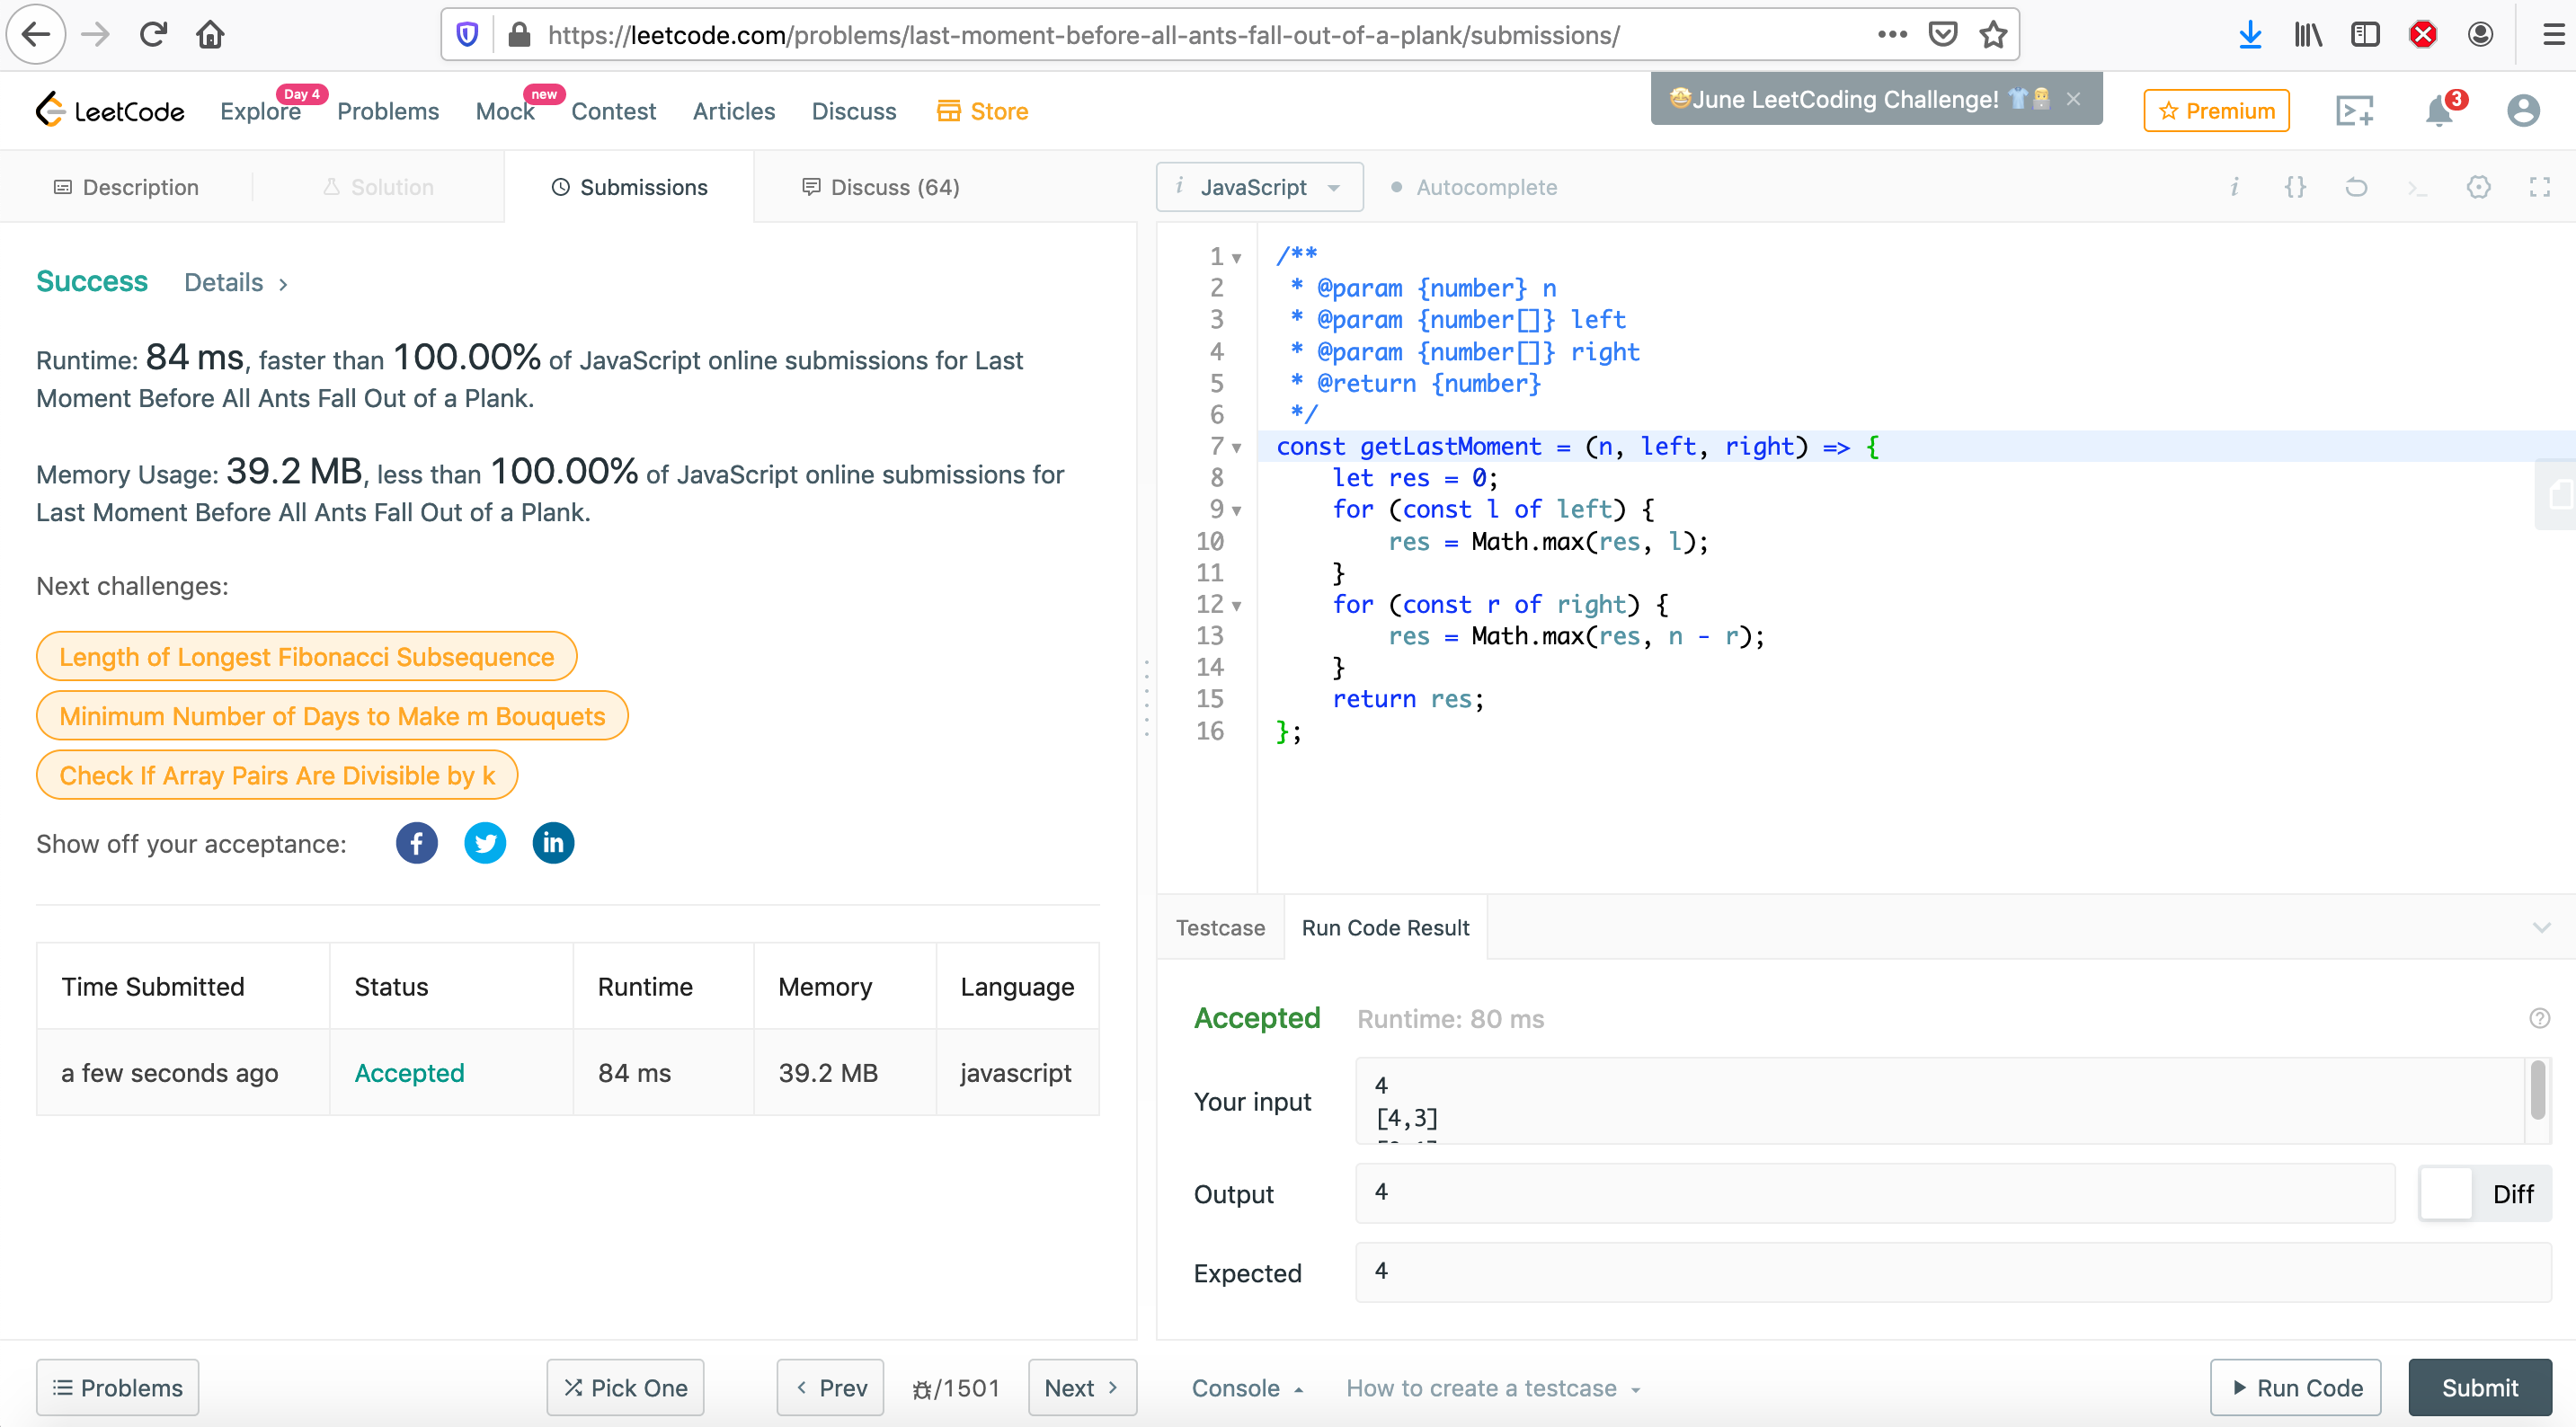 https://leetcode.com/problems/last-moment-before-all-ants-fall-out-of-a-plank/submissions/
LeetCode
Explore
Day 4
Problems
Mock
new
Contest
Articles
Discuss
Store
🤩June LeetCoding Challenge! 👕👩‍💻 ×
Premium
3
Description
Solution
Submissions
Discuss (64)
i JavaScript
Autocomplete
Success Details >
Runtime: 84 ms, faster than 100.00% of JavaScript online submissions for Last
Moment Before All Ants Fall Out of a Plank.
Memory Usage: 39.2 MB, less than 100.00% of JavaScript online submissions for
Last Moment Before All Ants Fall Out of a Plank.
Next challenges:
Length of Longest Fibonacci Subsequence
Minimum Number of Days to Make m Bouquets
Check If Array Pairs Are Divisible by k
Show off your acceptance:
Time Submitted Status Runtime Memory Language
a few seconds ago Accepted 84 ms 39.2 MB javascript
1 /**
2  * @param {number} n
3  * @param {number[]} left
4  * @param {number[]} right
5  * @return {number}
6  */
7 const getLastMoment = (n, left, right) => {
8     let res = 0;
9     for (const l of left) {
10         res = Math.max(res, l);
11     }
12     for (const r of right) {
13         res = Math.max(res, n - r);
14     }
15     return res;
16 };
Testcase
Run Code Result
Accepted Runtime: 80 ms
Your input
4
[4,3]
Output
4
Diff
Expected
4
Problems
Pick One
< Prev
/1501
Next >
Console
How to create a testcase
Run Code
Submit